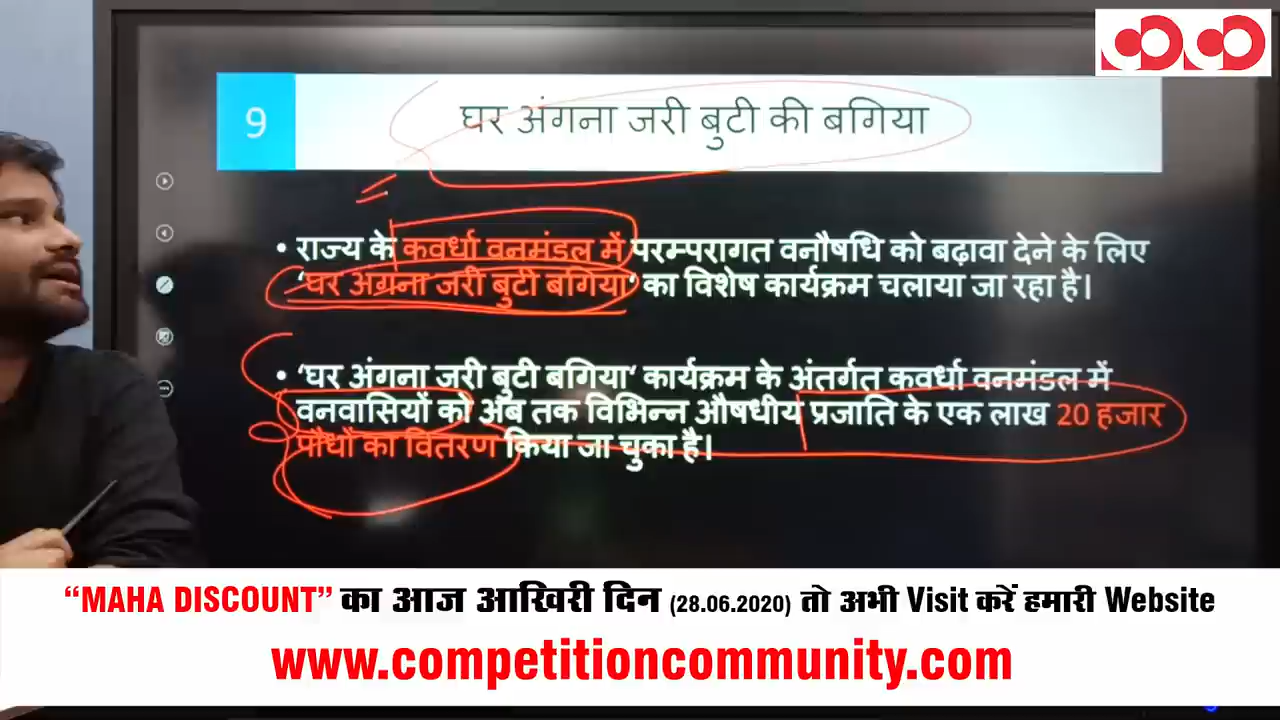 9
घर अंगना जरी बुटी की बगिया
• राज्य के कवर्धा वनमंडल में परम्परागत वनौषधि को बढ़ावा देने के लिए
‘घर अंगना जरी बुटी बगिया‘ का विशेष कार्यक्रम चलाया जा रहा है।
• ‘घर अंगना जरी बुटी बगिया‘ कार्यक्रम के अंतर्गत कवर्धा वनमंडल में
वनवासियों को अब तक विभिन्न औषधीय प्रजाति के एक लाख 20 हजार
पौधों का वितरण किया जा चुका है।
“MAHA DISCOUNT” का आज आखिरी दिन (28.06.2020) तो अभी Visit करें हमारी Website
www.competitioncommunity.com